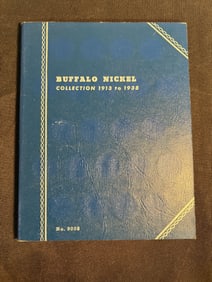 BUFFALO NICKEL
COLLECTION 1913 to 1938
No. 9008